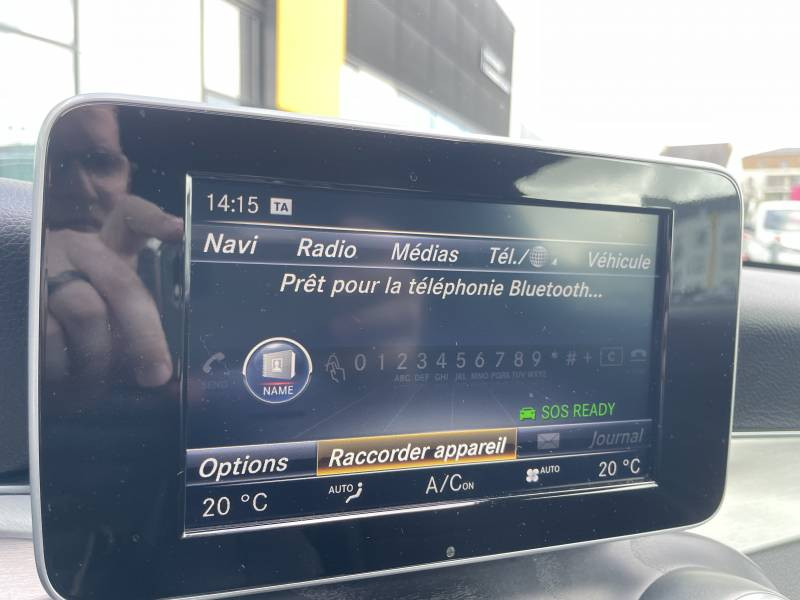 14:15 TA
Navi Radio Médias Tél./ Véhicule
Prêt pour la téléphonie Bluetooth...
SEND NAME 0 1 2 3 4 5 6 7 8 9 * # + C
ABC DEF GHI JKL MNO PQRS TUV WXYZ
SOS READY
Options Raccorder appareil Journal
20 °C AUTO A/C ON AUTO 20 °C